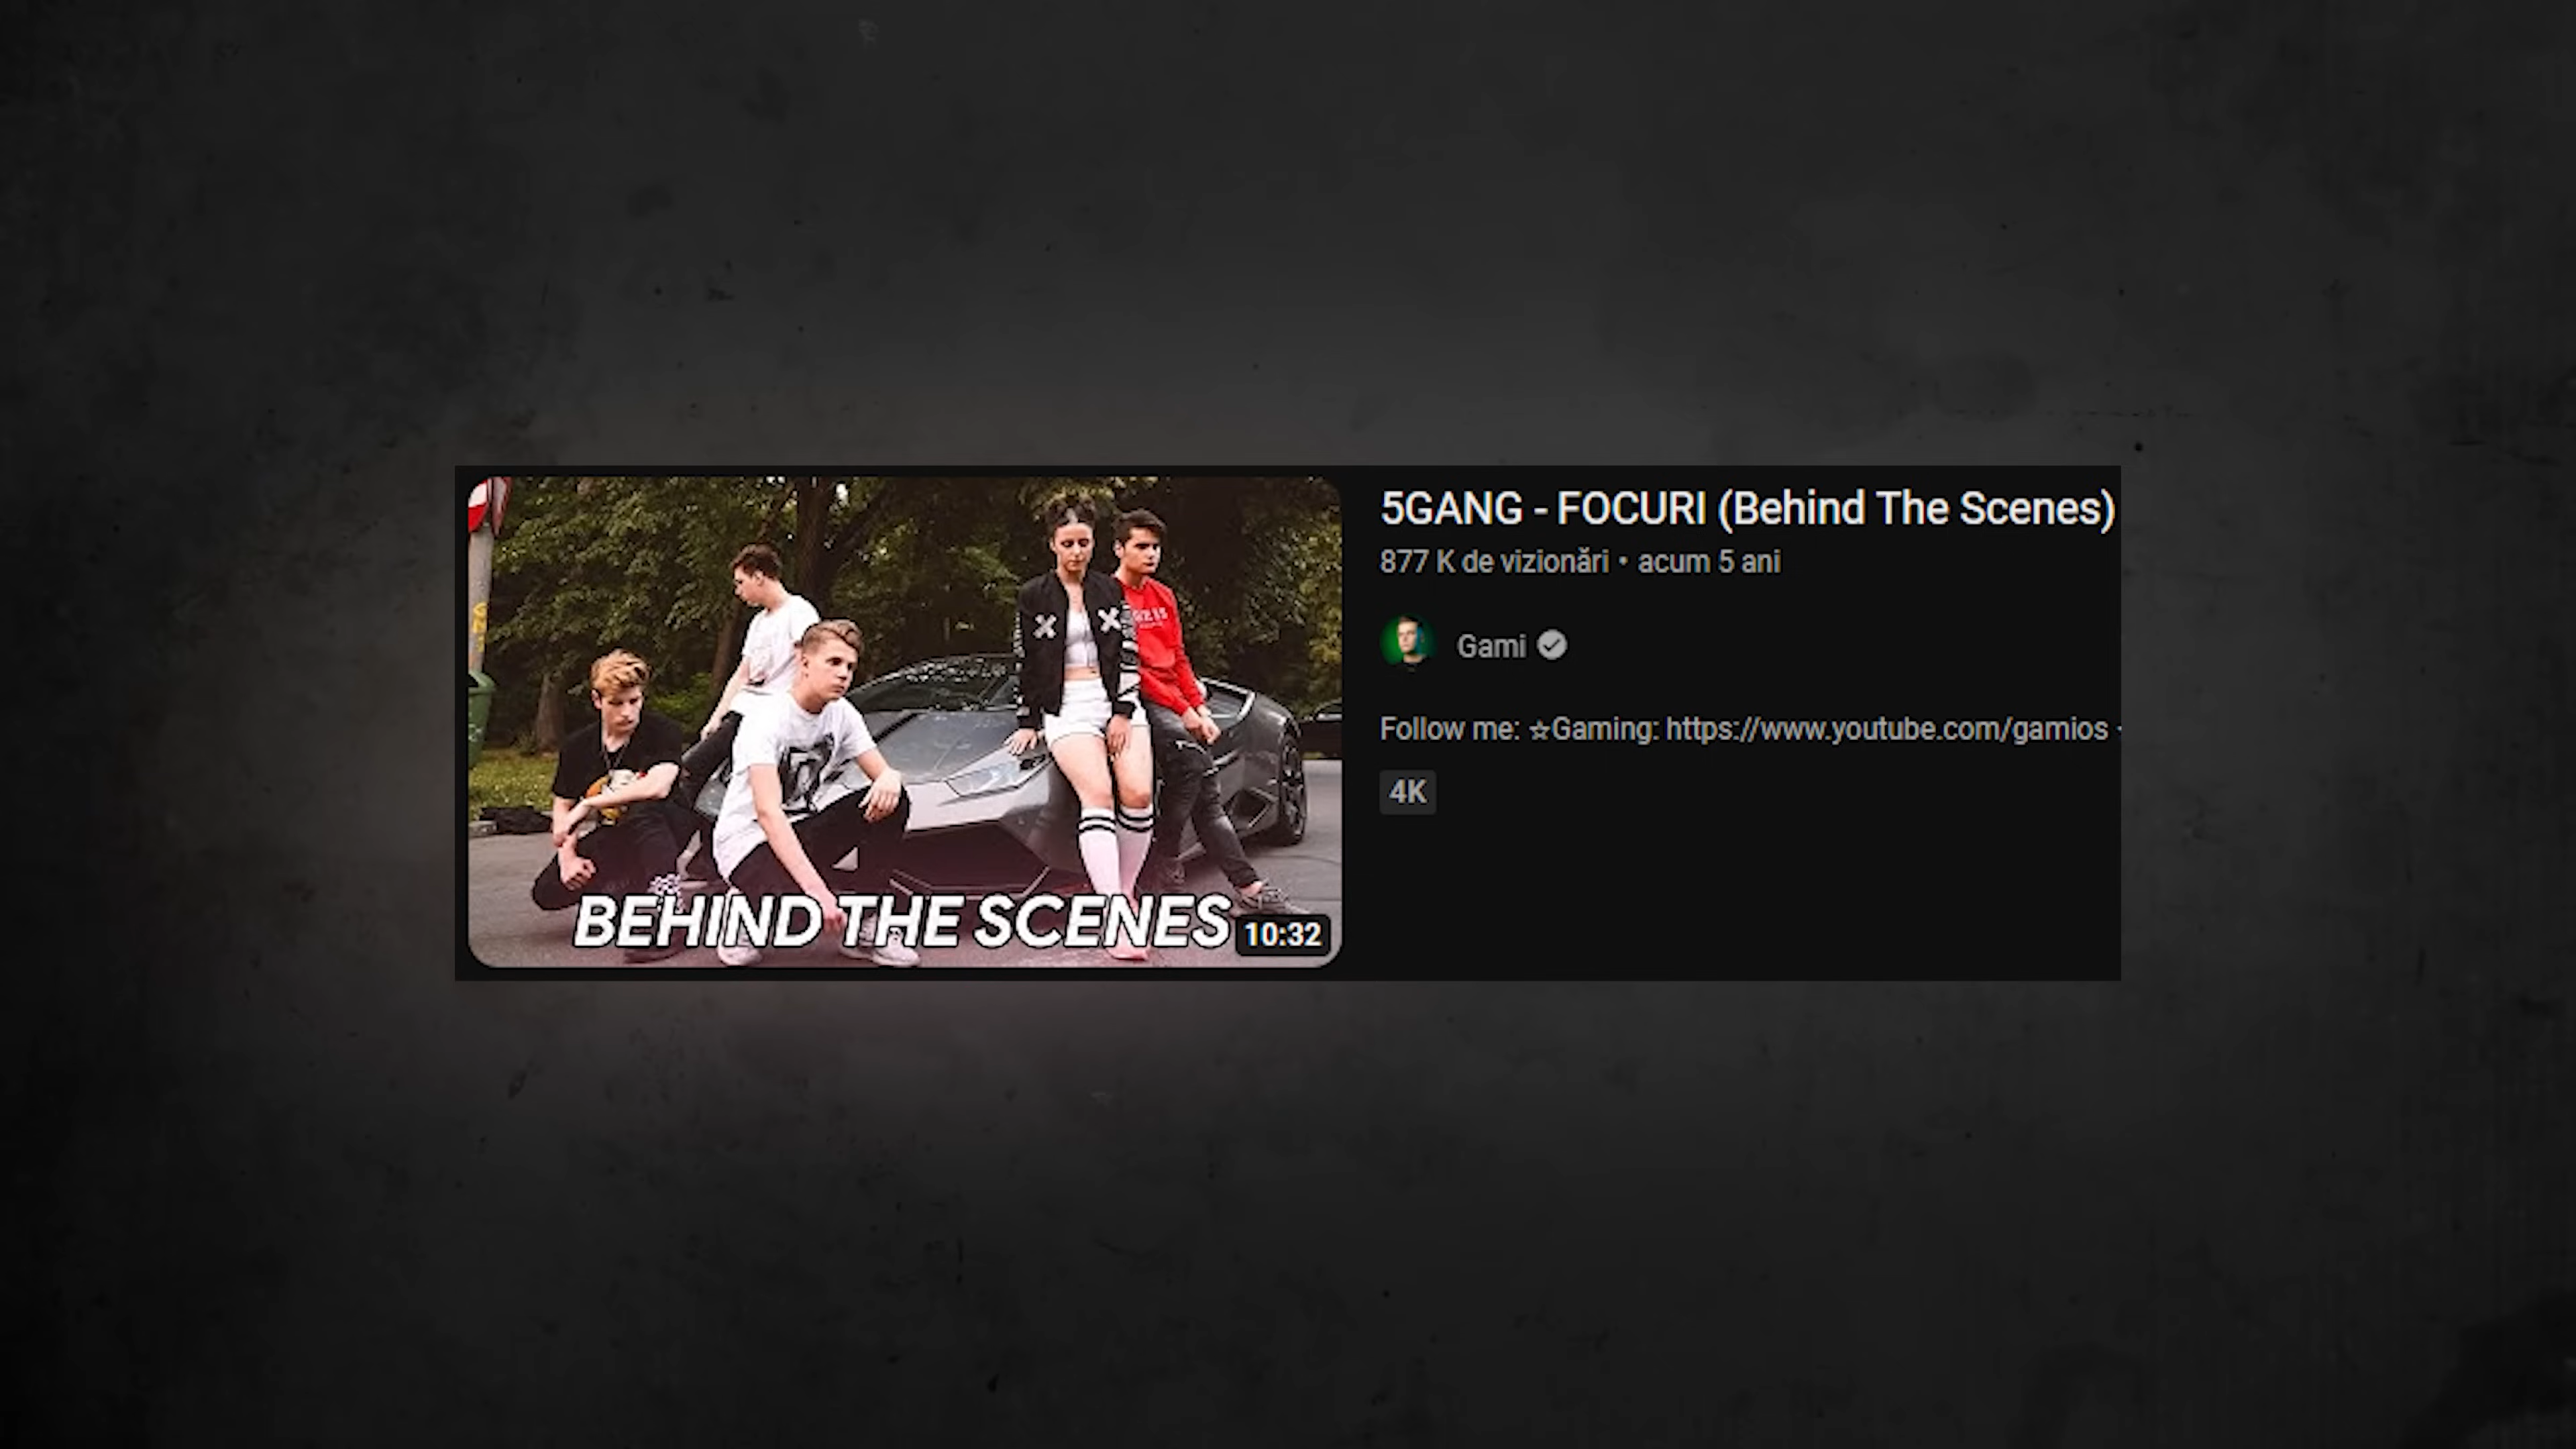 BEHIND THE SCENES
10:32
5GANG - FOCURI (Behind The Scenes)
877 K de vizionări • acum 5 ani
Gami
Follow me: ☆Gaming: https://www.youtube.com/gamios
4K